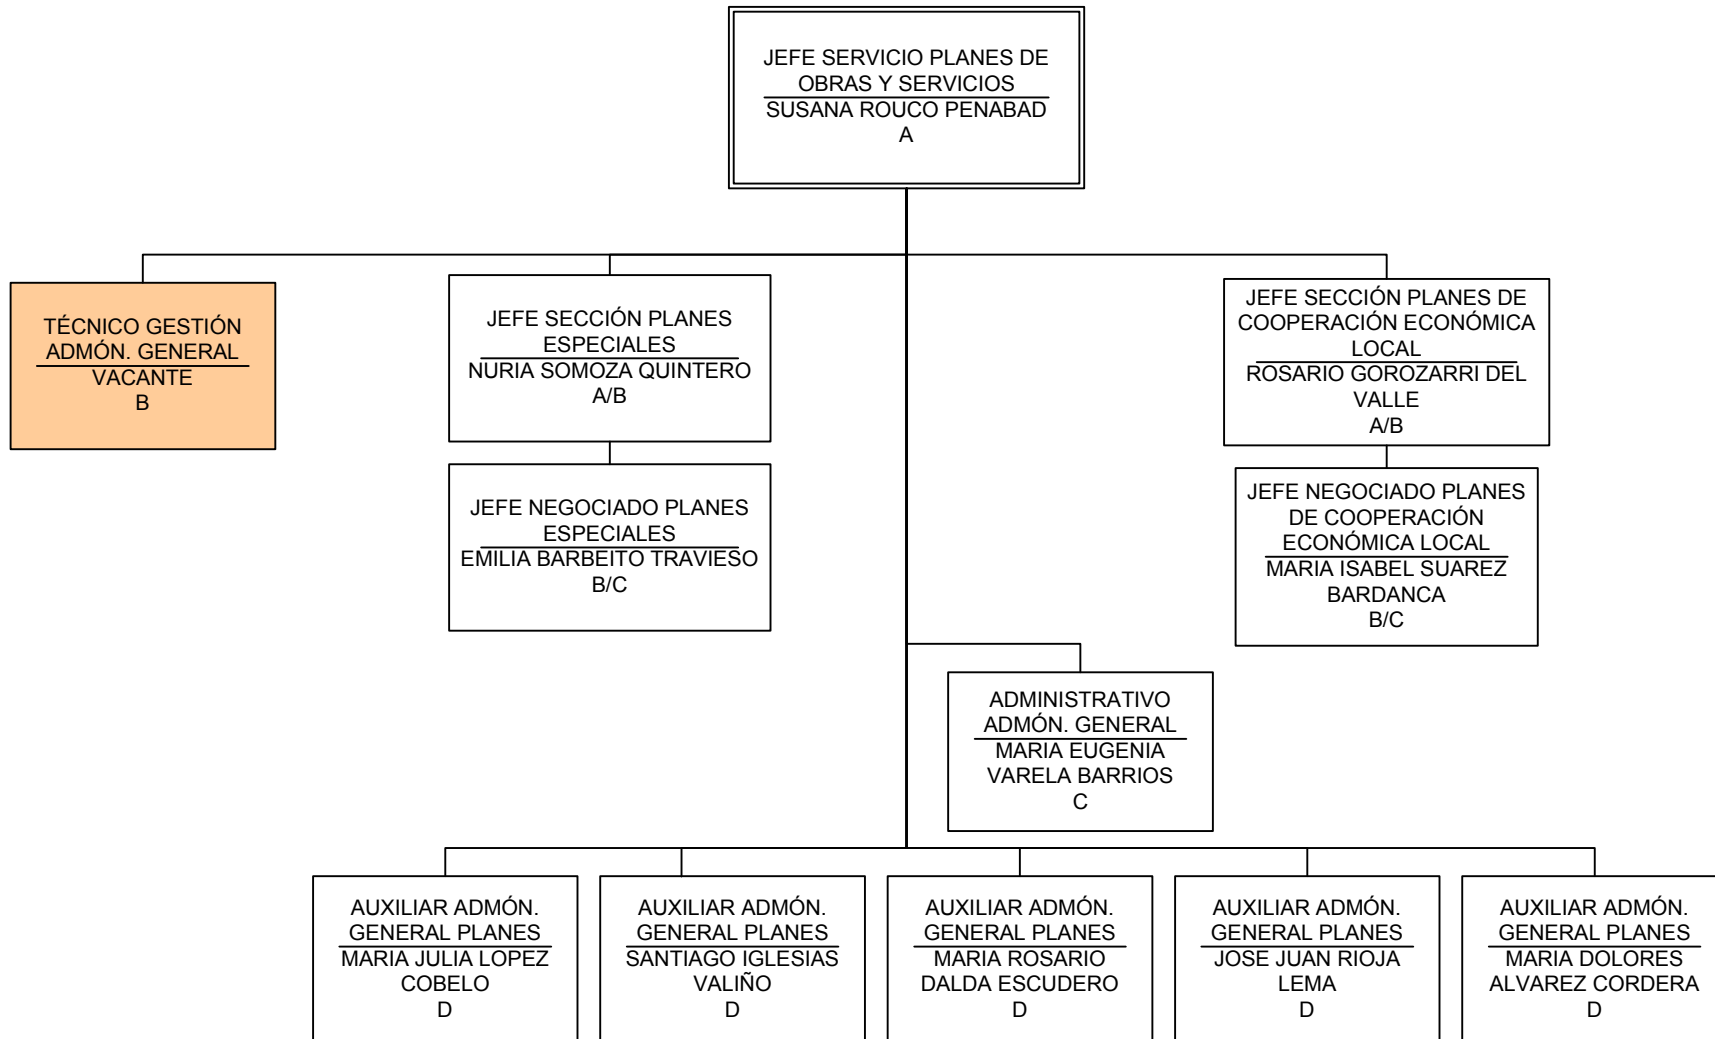 JEFE SERVICIO PLANES DE
OBRAS Y SERVICIOS
SUSANA ROUCO PENABAD
A
TÉCNICO GESTIÓN
ADMÓN. GENERAL
VACANTE
B
JEFE SECCIÓN PLANES
ESPECIALES
NURIA SOMOZA QUINTERO
A/B
JEFE SECCIÓN PLANES DE
COOPERACIÓN ECONÓMICA
LOCAL
ROSARIO GOROZARRI DEL
VALLE
A/B
JEFE NEGOCIADO PLANES
ESPECIALES
EMILIA BARBEITO TRAVIESO
B/C
JEFE NEGOCIADO PLANES
DE COOPERACIÓN
ECONÓMICA LOCAL
MARIA ISABEL SUAREZ
BARDANCA
B/C
ADMINISTRATIVO
ADMÓN. GENERAL
MARIA EUGENIA
VARELA BARRIOS
C
AUXILIAR ADMÓN.
GENERAL PLANES
MARIA JULIA LOPEZ
COBELO
D
AUXILIAR ADMÓN.
GENERAL PLANES
SANTIAGO IGLESIAS
VALIÑO
D
AUXILIAR ADMÓN.
GENERAL PLANES
MARIA ROSARIO
DALDA ESCUDERO
D
AUXILIAR ADMÓN.
GENERAL PLANES
JOSE JUAN RIOJA
LEMA
D
AUXILIAR ADMÓN.
GENERAL PLANES
MARIA DOLORES
ALVAREZ CORDERA
D